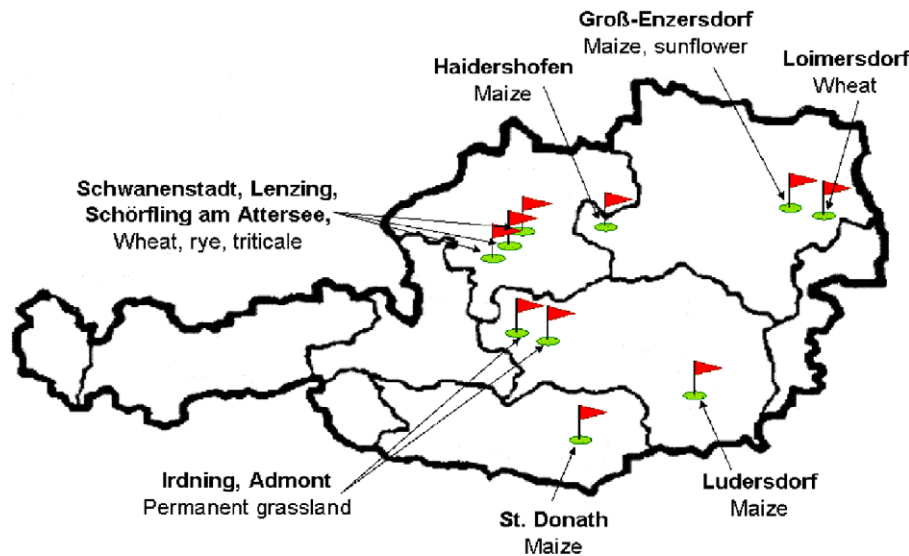 Groß-Enzersdorf
Maize, sunflower
Loimersdorf
Wheat
Haidershofen
Maize
Schwanenstadt, Lenzing,
Schörfling am Attersee,
Wheat, rye, triticale
Irdning, Admont
Permanent grassland
St. Donath
Maize
Ludersdorf
Maize